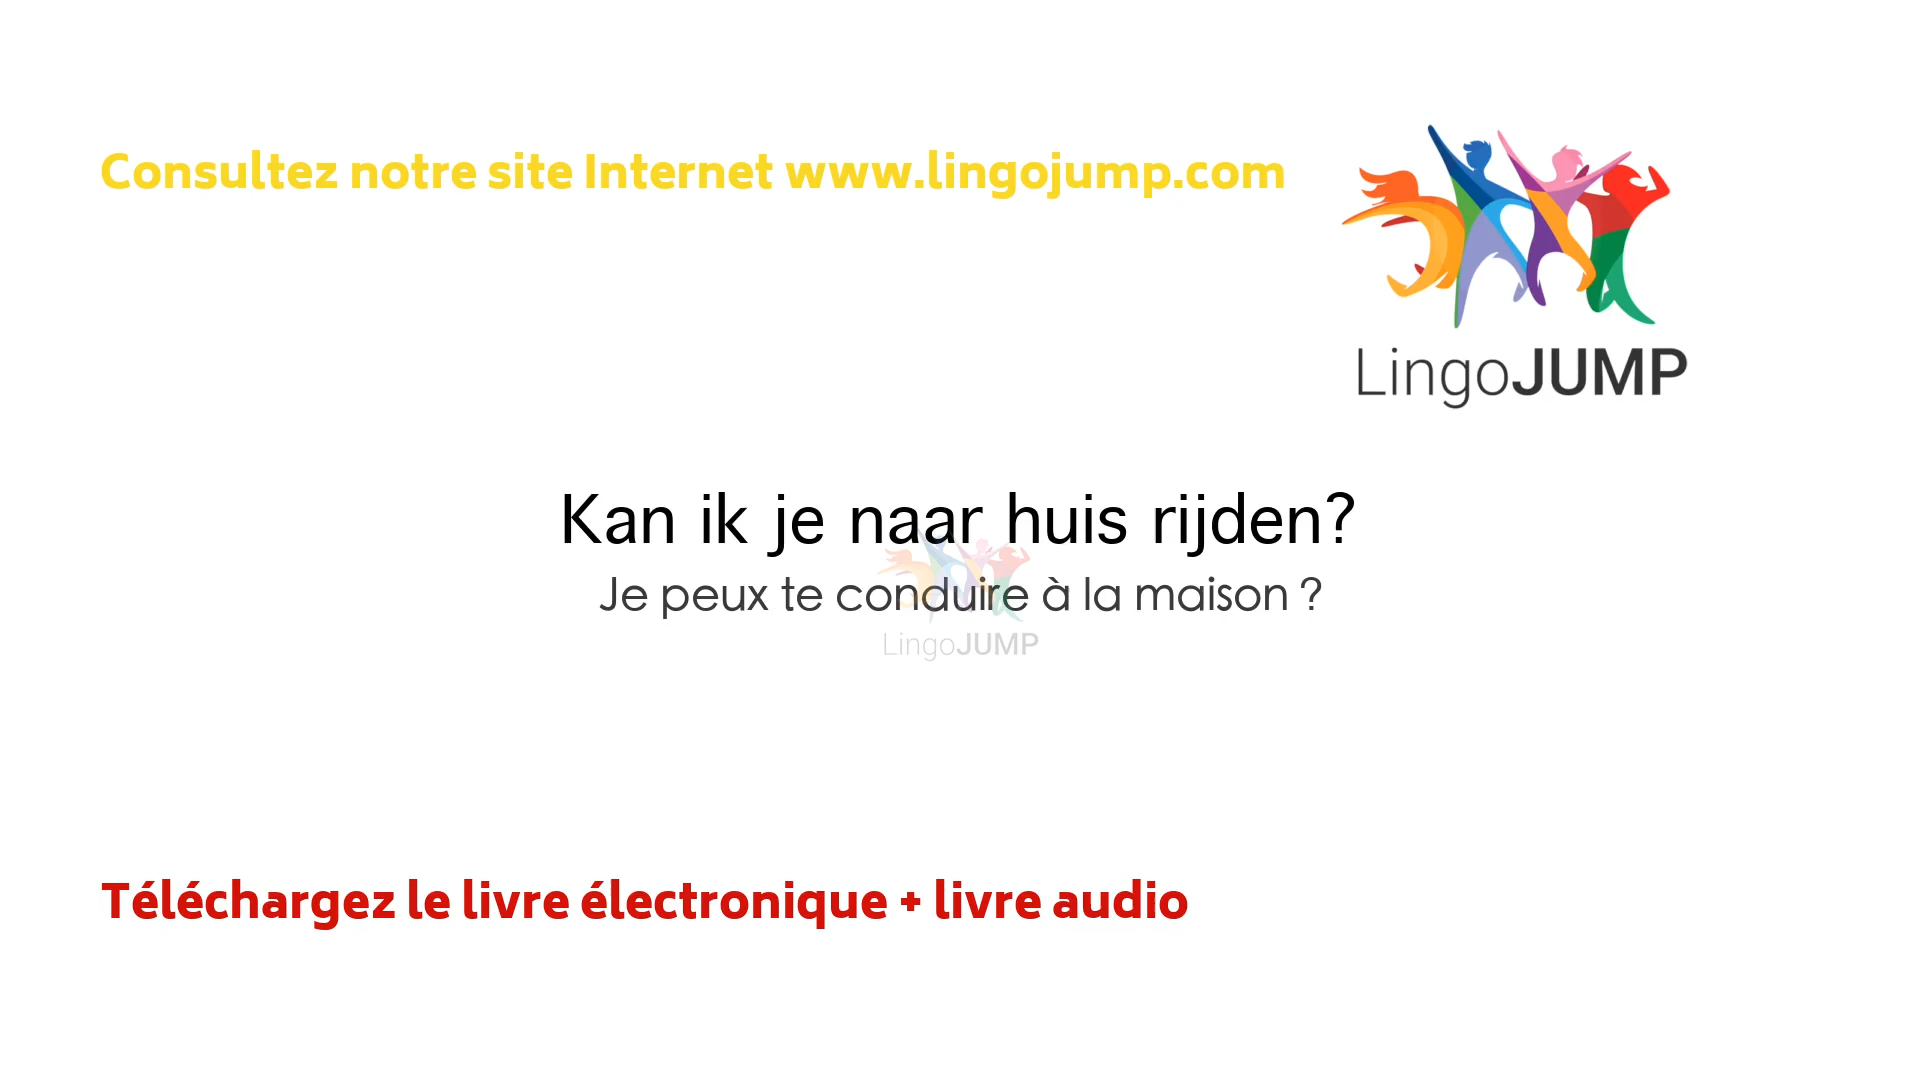 Consultez notre site Internet www.lingojump.com
LingoJUMP
Kan ik je naar huis rijden?
Je peux te conduire à la maison ?
LingoJUMP
Téléchargez le livre électronique + livre audio